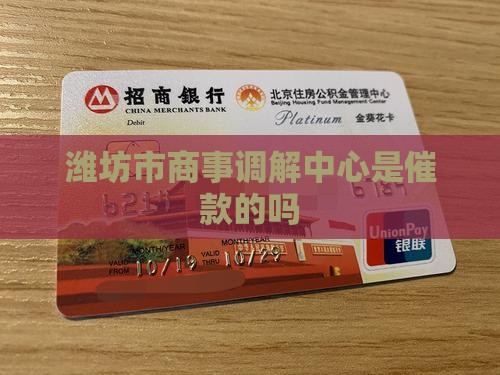 招商银行
CHINA MERCHANTS BANK
北京住房公积金管理中心
Beijing Housing Fund Management Center
Debit
Platinum 金葵花卡
潍坊市商事调解中心是催
款的吗
MONTH/YEAR
MONTH/YEAR
VALID FROM 10/19 VALID THRU 10/29
UnionPay
银联